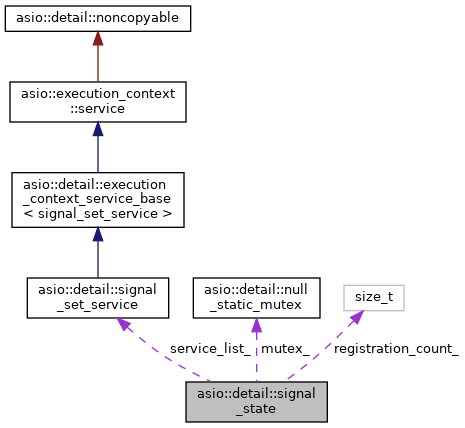 asio::detail::noncopyable
asio::execution_context
::service
asio::detail::execution
_context_service_base
< signal_set_service >
asio::detail::signal
_set_service
asio::detail::null
_static_mutex
size_t
service_list_
mutex_
registration_count_
asio::detail::signal
_state